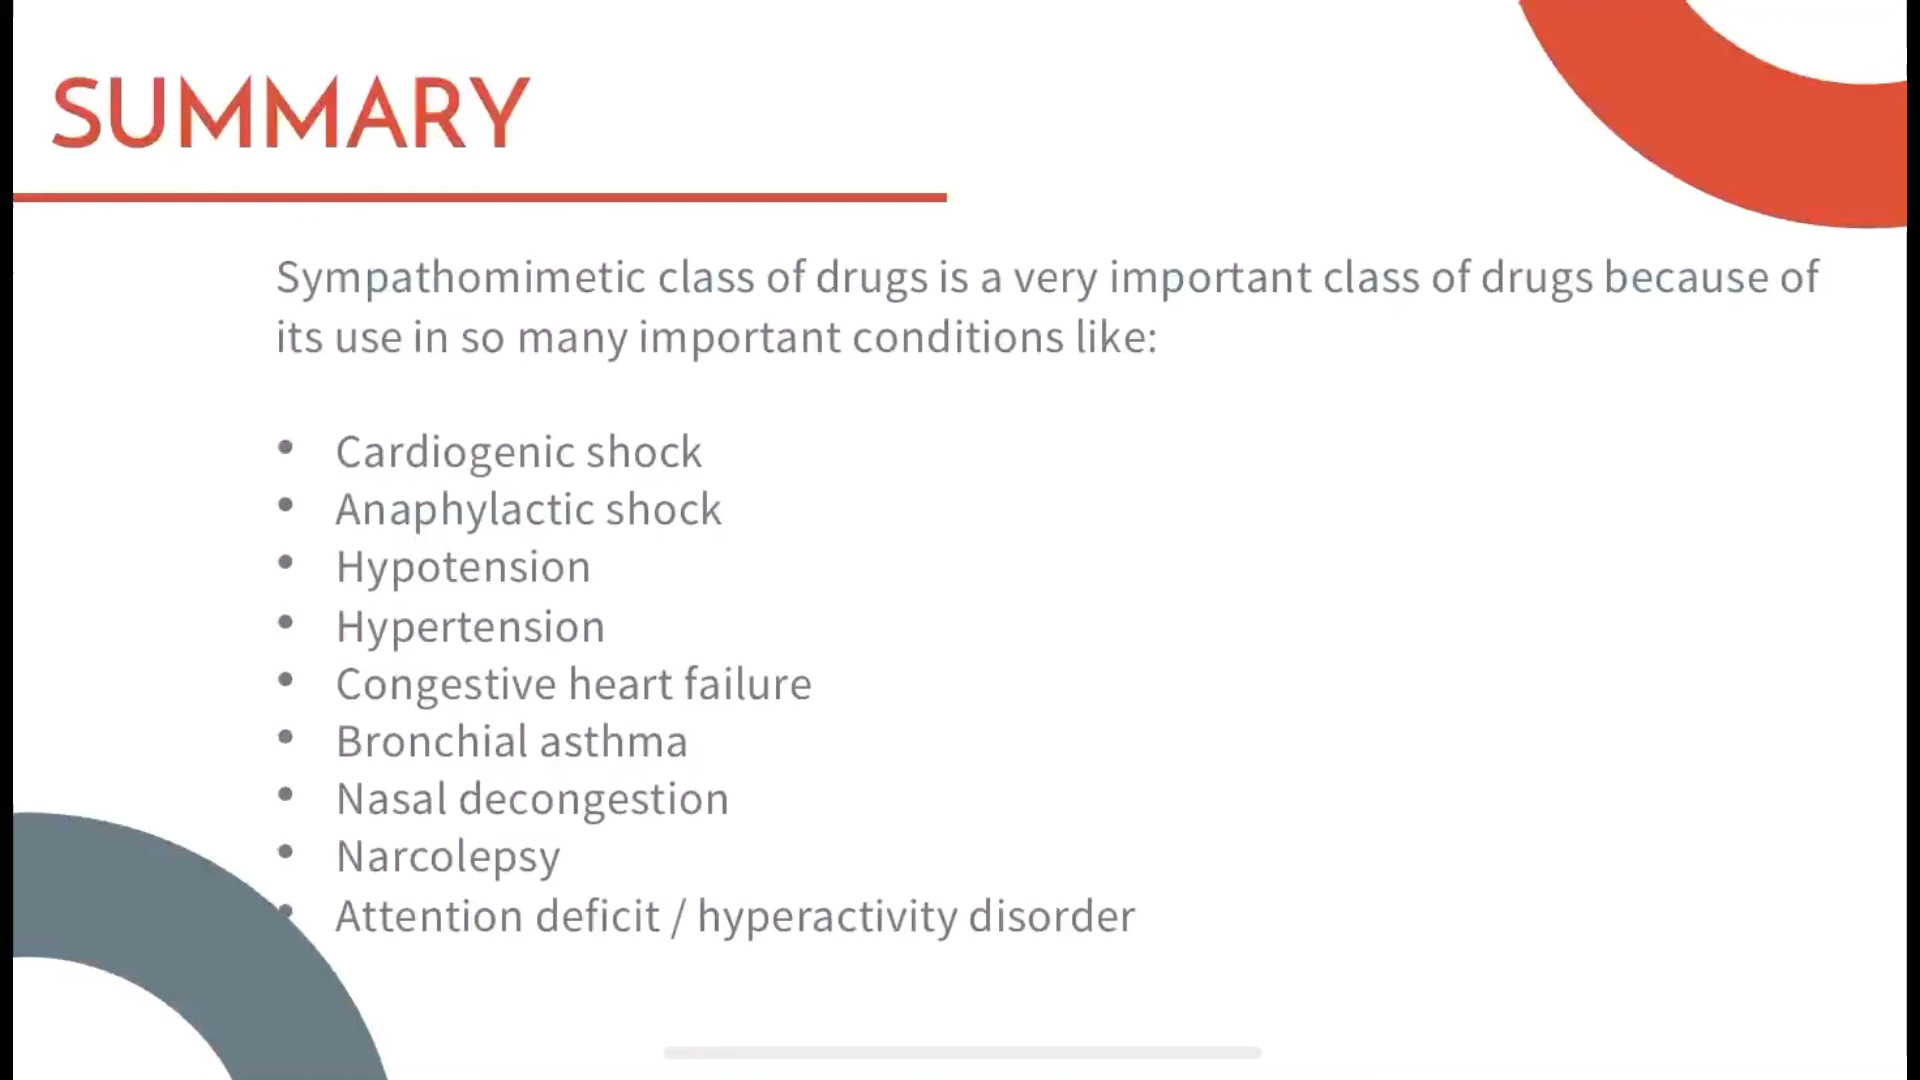 SUMMARY
Sympathomimetic class of drugs is a very important class of drugs because of
its use in so many important conditions like:
• Cardiogenic shock
• Anaphylactic shock
• Hypotension
• Hypertension
• Congestive heart failure
• Bronchial asthma
• Nasal decongestion
• Narcolepsy
• Attention deficit / hyperactivity disorder